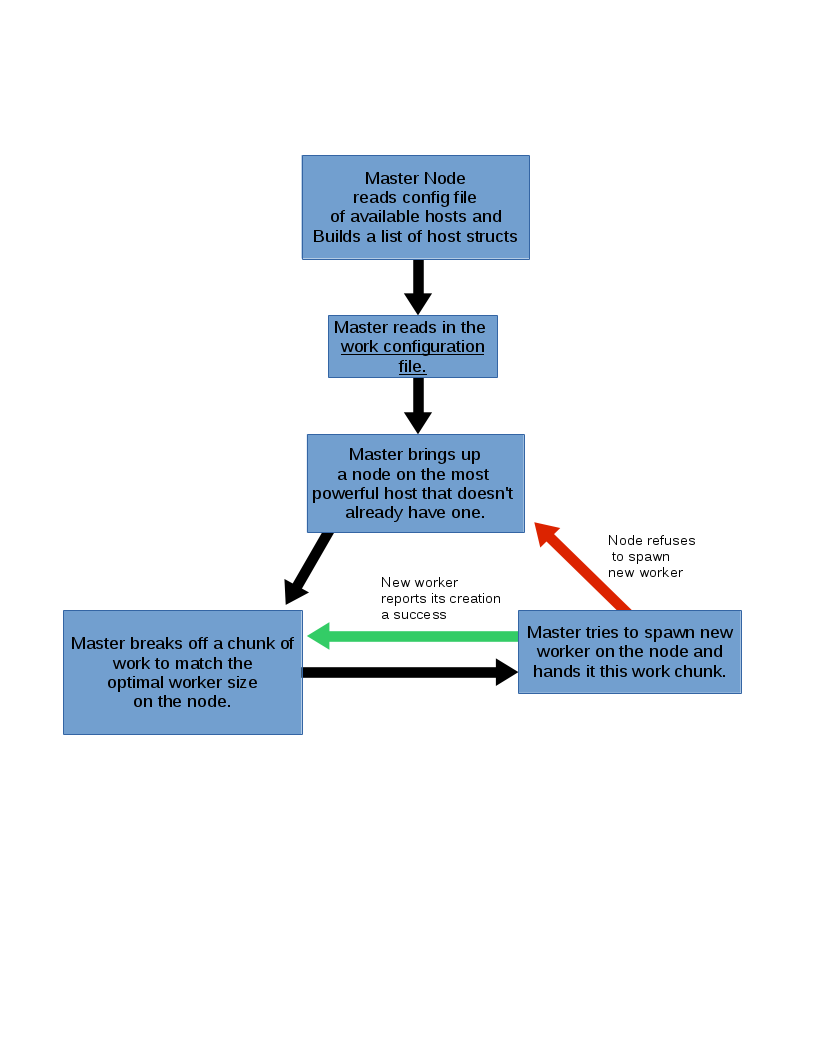 Master Node
reads config file
of available hosts and
Builds a list of host structs
Master reads in the
work configuration
file.
Master brings up
a node on the most
powerful host that doesn't
already have one.
Node refuses
to spawn
new worker
New worker
reports its creation
a success
Master breaks off a chunk of
work to match the
optimal worker size
on the node.
Master tries to spawn new
worker on the node and
hands it this work chunk.